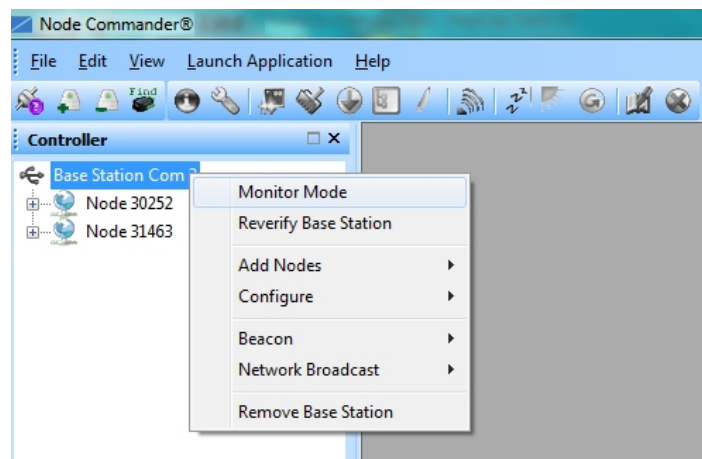 Node Commander®
File Edit View Launch Application Help
Find
Controller
Base Station Com
Node 30252
Node 31463
Monitor Mode
Reverify Base Station
Add Nodes
Configure
Beacon
Network Broadcast
Remove Base Station